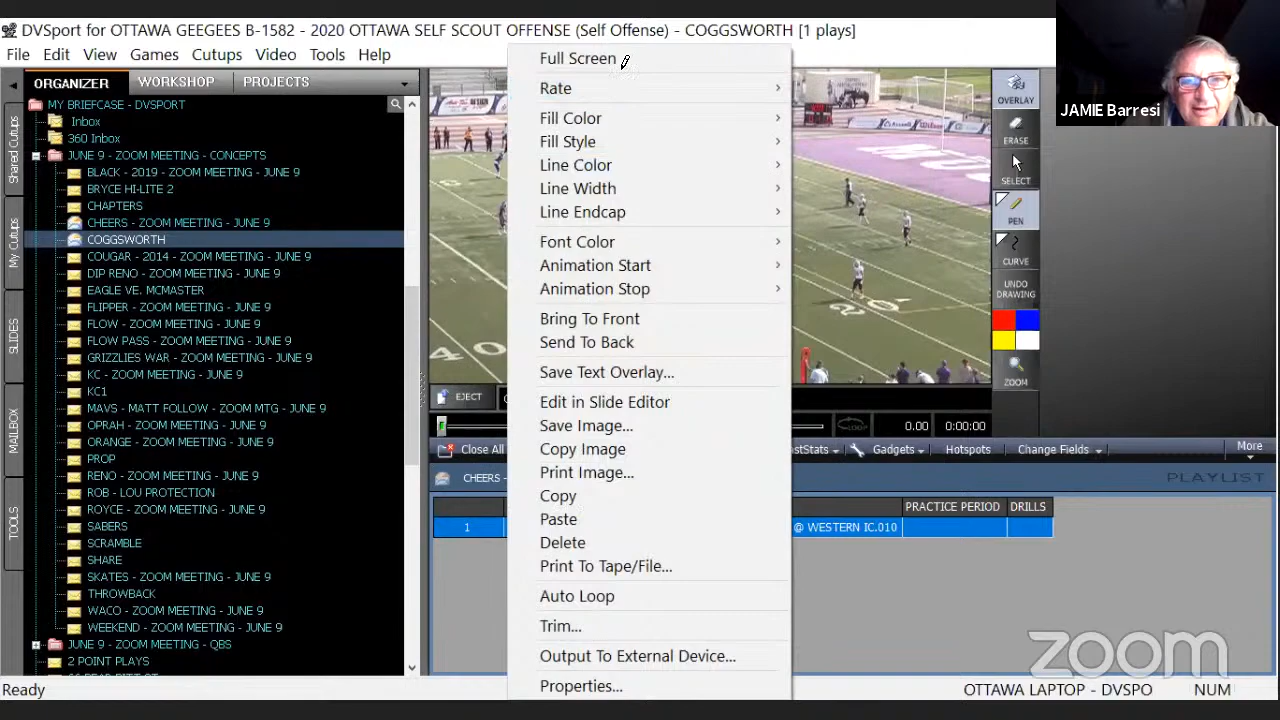 DVSport for OTTAWA GEEGEES B-1582 - 2020 OTTAWA SELF SCOUT OFFENSE (Self Offense) - COGGSWORTH [1 plays]
File Edit View Games Cutups Video Tools Help
ORGANIZER WORKSHOP PROJECTS
Shared Cutups
My Cutups
SLIDES
MAILBOX
TOOLS
MY BRIEFCASE - DVSPORT
Inbox
360 Inbox
JUNE 9 - ZOOM MEETING - CONCEPTS
BLACK - 2019 - ZOOM MEETING - JUNE 9
BRYCE HI-LITE 2
CHAPTERS
CHEERS - ZOOM MEETING - JUNE 9
COGGSWORTH
COUGAR - 2014 - ZOOM MEETING - JUNE 9
DIP RENO - ZOOM MEETING - JUNE 9
EAGLE VE. MCMASTER
FLIPPER - ZOOM MEETING - JUNE 9
FLOW - ZOOM MEETING - JUNE 9
FLOW PASS - ZOOM MEETING - JUNE 9
GRIZZLIES WAR - ZOOM MEETING - JUNE 9
KC - ZOOM MEETING - JUNE 9
KC1
MAVS - MATT FOLLOW - ZOOM MTG - JUNE 9
OPRAH - ZOOM MEETING - JUNE 9
ORANGE - ZOOM MEETING - JUNE 9
PROP
RENO - ZOOM MEETING - JUNE 9
ROB - LOU PROTECTION
ROYCE - ZOOM MEETING - JUNE 9
SABERS
SCRAMBLE
SHARE
SKATES - ZOOM MEETING - JUNE 9
THROWBACK
WACO - ZOOM MEETING - JUNE 9
WEEKEND - ZOOM MEETING - JUNE 9
JUNE 9 - ZOOM MEETING - QBS
2 POINT PLAYS
Full Screen
Rate
Fill Color
Fill Style
Line Color
Line Width
Line Endcap
Font Color
Animation Start
Animation Stop
Bring To Front
Send To Back
Save Text Overlay...
Edit in Slide Editor
Save Image...
Copy Image
Print Image...
Copy
Paste
Delete
Print To Tape/File...
Auto Loop
Trim...
Output To External Device...
Properties...
40
20
OVERLAY
ERASE
SELECT
PEN
CURVE
UNDO
DRAWING
ZOOM
JAMIE Barresi
EJECT
LOOP 0.00 0:00:00
Close All
stStats Gadgets Hotspots Change Fields More
CHEERS -
PLAYLIST
PRACTICE PERIOD DRILLS
1 @ WESTERN IC.010
zoom
Ready OTTAWA LAPTOP - DVSPO NUM